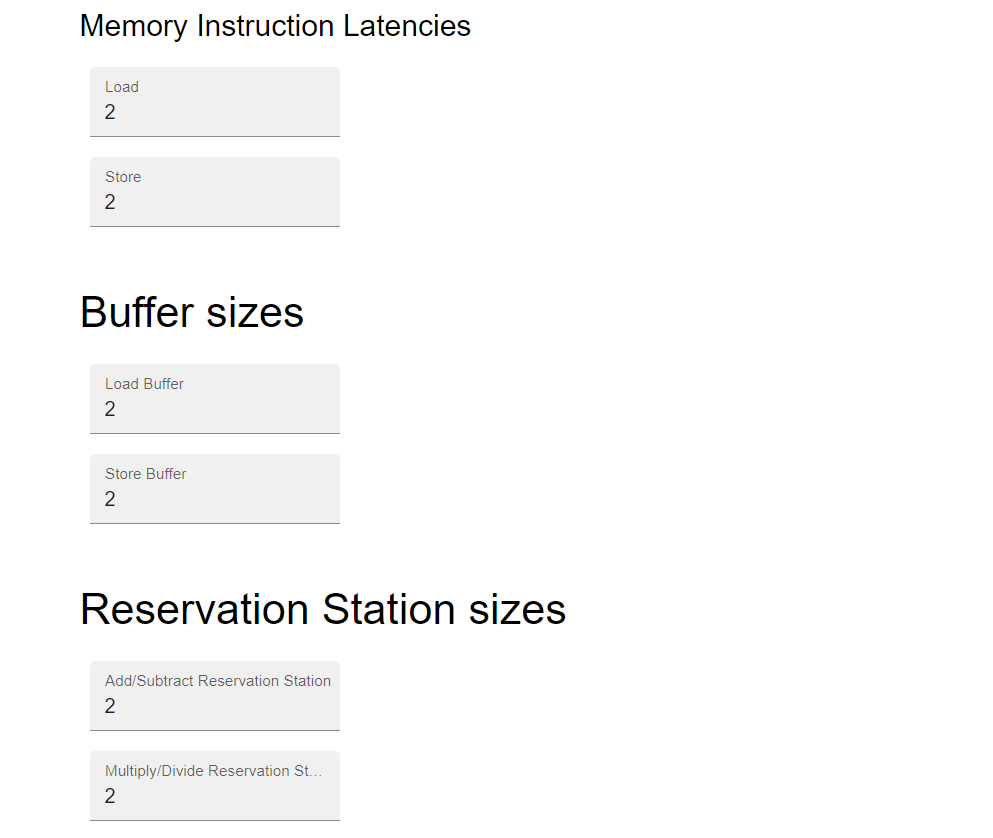 Memory Instruction Latencies
Load
2
Store
2
Buffer sizes
Load Buffer
2
Store Buffer
2
Reservation Station sizes
Add/Subtract Reservation Station
2
Multiply/Divide Reservation St...
2